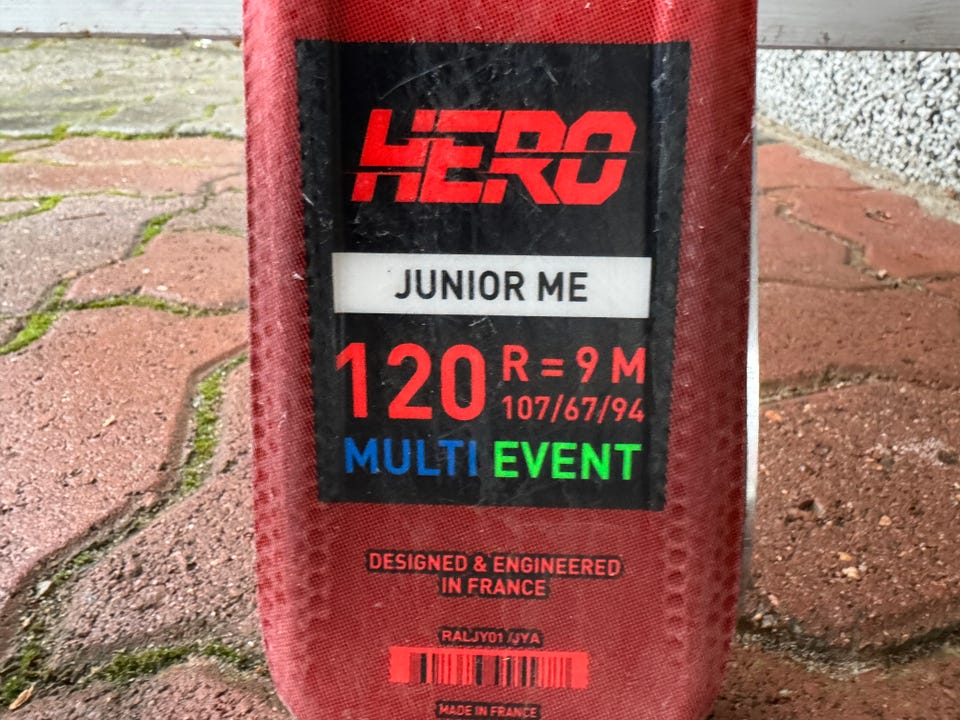 HERO
JUNIOR ME
120 R = 9 M
107/67/94
MULTI EVENT
DESIGNED & ENGINEERED
IN FRANCE
RALJY01 /JYA
MADE IN FRANCE